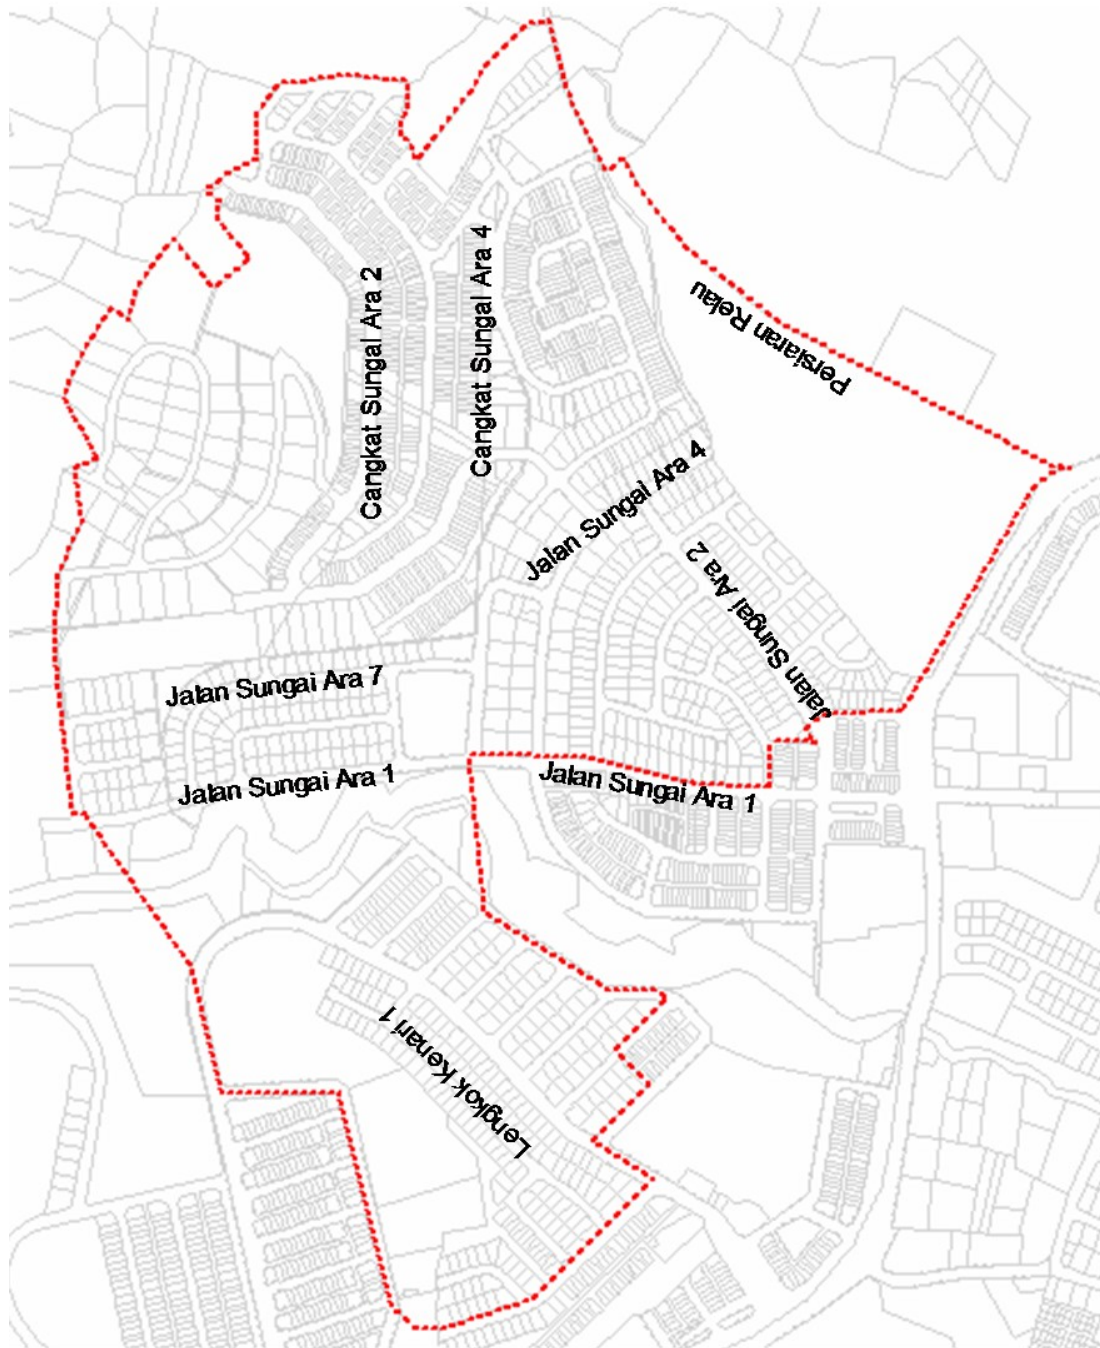 Cangkat Sungai Ara 2
Cangkat Sungai Ara 4
Persiaran Relau
Jalan Sungai Ara 4
Jalan Sungai Ara 2
Jalan Sungai Ara 7
Jalan Sungai Ara 1
Jalan Sungai Ara 1
Lengkok Kenari 1